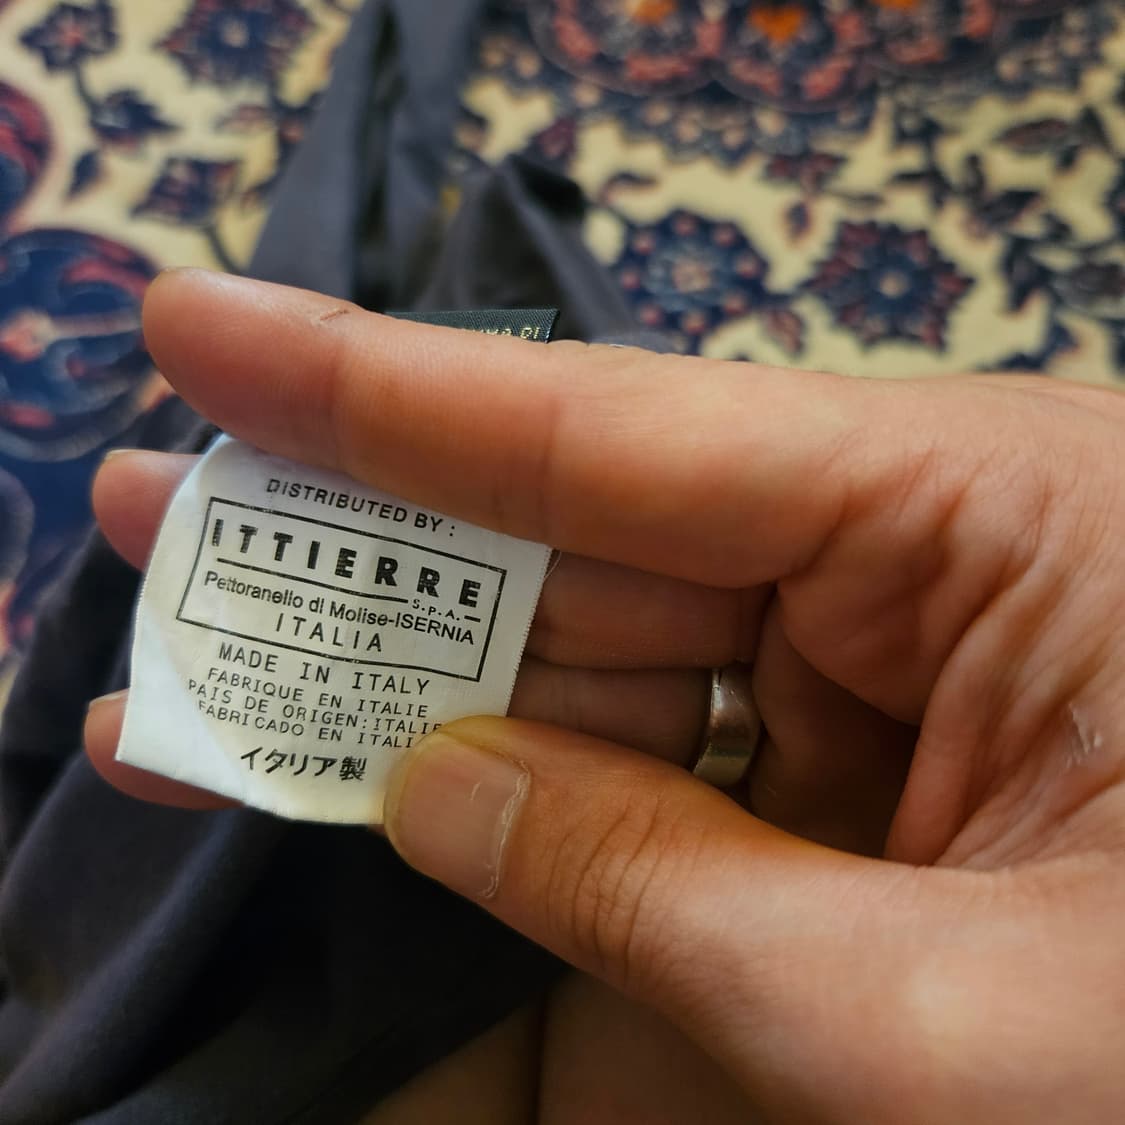 DISTRIBUTED BY :
ITTIERRE
S.P.A.
Pettoranello di Molise-ISERNIA
ITALIA
MADE IN ITALY
FABRIQUE EN ITALIE
PAIS DE ORIGEN:ITALIE
FABRICADO EN ITALI
イタリア製